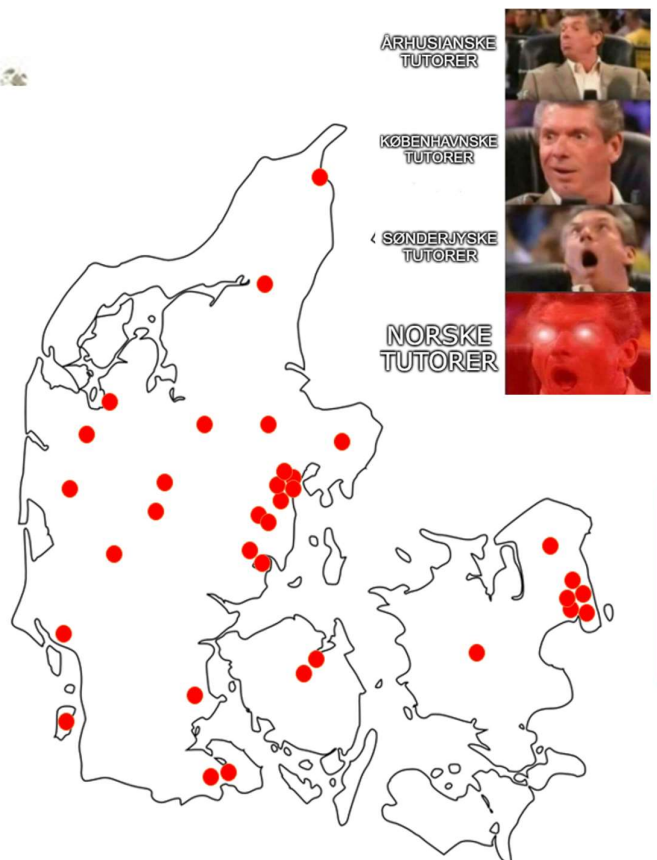 ÅRHUSIANSKE
TUTORER
KØBENHAVNSKE
TUTORER
SØNDERJYSKE
TUTORER
NORSKE
TUTORER